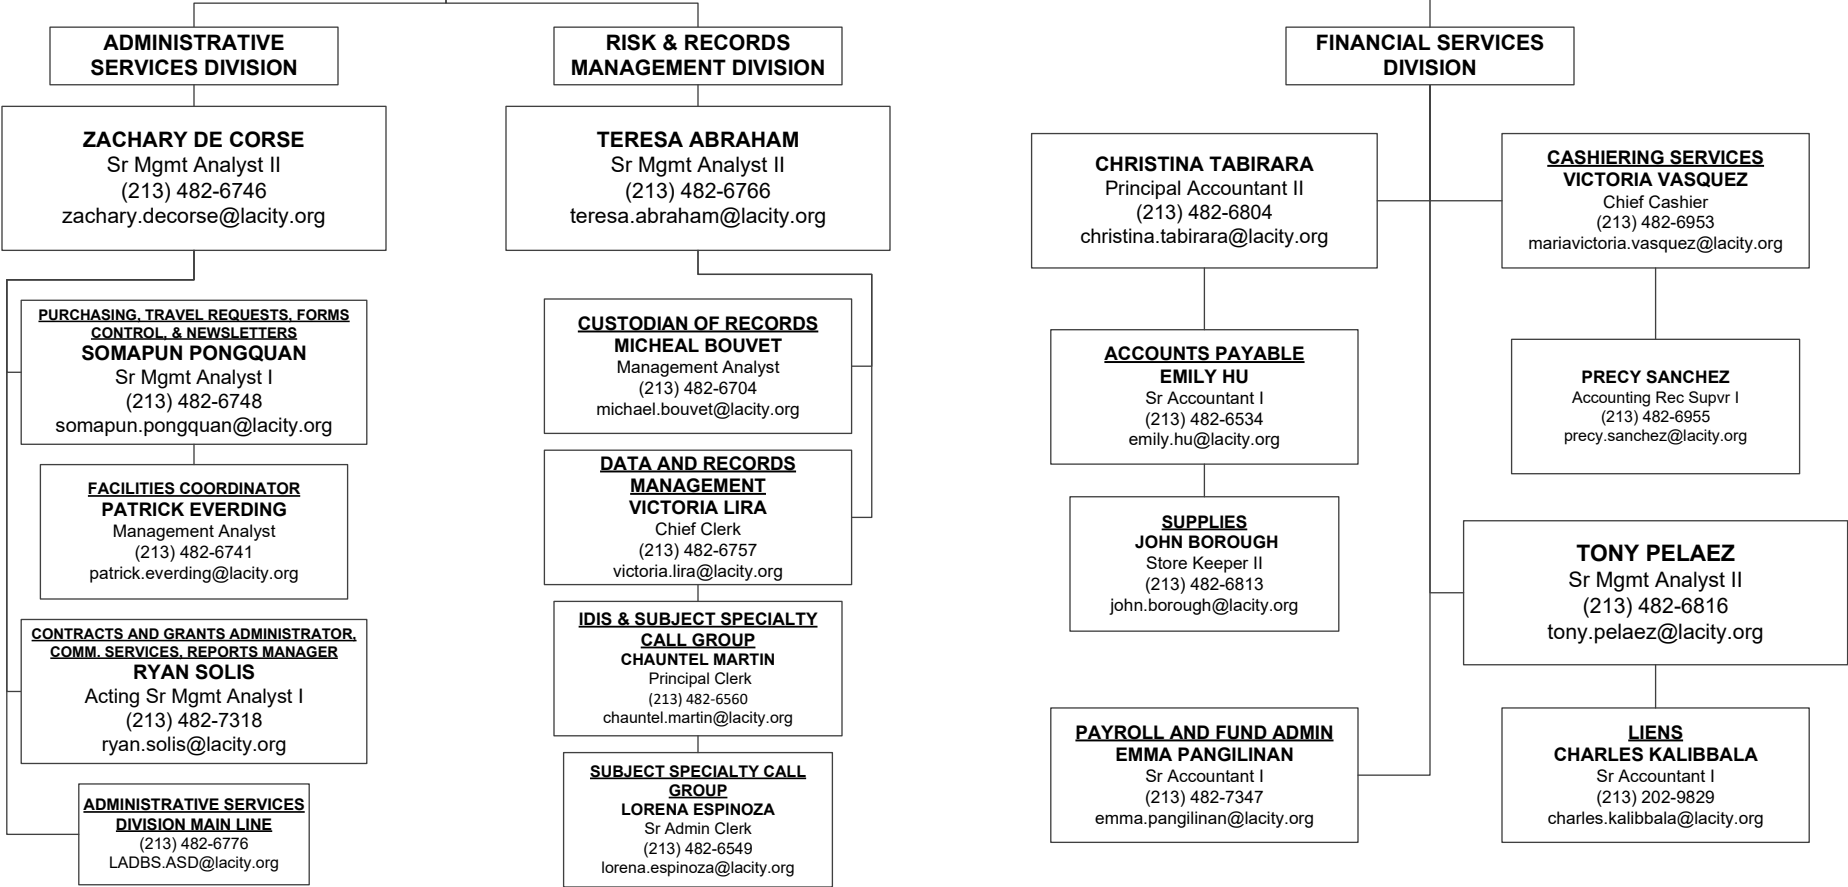 ADMINISTRATIVE
SERVICES DIVISION
ZACHARY DE CORSE
Sr Mgmt Analyst II
(213) 482-6746
zachary.decorse@lacity.org
PURCHASING, TRAVEL REQUESTS, FORMS
CONTROL, & NEWSLETTERS
SOMAPUN PONGQUAN
Sr Mgmt Analyst I
(213) 482-6748
somapun.pongquan@lacity.org
FACILITIES COORDINATOR
PATRICK EVERDING
Management Analyst
(213) 482-6741
patrick.everding@lacity.org
CONTRACTS AND GRANTS ADMINISTRATOR,
COMM. SERVICES, REPORTS MANAGER
RYAN SOLIS
Acting Sr Mgmt Analyst I
(213) 482-7318
ryan.solis@lacity.org
ADMINISTRATIVE SERVICES
DIVISION MAIN LINE
(213) 482-6776
LADBS.ASD@lacity.org
RISK & RECORDS
MANAGEMENT DIVISION
TERESA ABRAHAM
Sr Mgmt Analyst II
(213) 482-6766
teresa.abraham@lacity.org
CUSTODIAN OF RECORDS
MICHEAL BOUVET
Management Analyst
(213) 482-6704
michael.bouvet@lacity.org
DATA AND RECORDS
MANAGEMENT
VICTORIA LIRA
Chief Clerk
(213) 482-6757
victoria.lira@lacity.org
IDIS & SUBJECT SPECIALTY
CALL GROUP
CHAUNTEL MARTIN
Principal Clerk
(213) 482-6560
chauntel.martin@lacity.org
SUBJECT SPECIALTY CALL
GROUP
LORENA ESPINOZA
Sr Admin Clerk
(213) 482-6549
lorena.espinoza@lacity.org
FINANCIAL SERVICES
DIVISION
CHRISTINA TABIRARA
Principal Accountant II
(213) 482-6804
christina.tabirara@lacity.org
ACCOUNTS PAYABLE
EMILY HU
Sr Accountant I
(213) 482-6534
emily.hu@lacity.org
SUPPLIES
JOHN BOROUGH
Store Keeper II
(213) 482-6813
john.borough@lacity.org
PAYROLL AND FUND ADMIN
EMMA PANGILINAN
Sr Accountant I
(213) 482-7347
emma.pangilinan@lacity.org
CASHIERING SERVICES
VICTORIA VASQUEZ
Chief Cashier
(213) 482-6953
mariavictoria.vasquez@lacity.org
PRECY SANCHEZ
Accounting Rec Supvr I
(213) 482-6955
precy.sanchez@lacity.org
TONY PELAEZ
Sr Mgmt Analyst II
(213) 482-6816
tony.pelaez@lacity.org
LIENS
CHARLES KALIBBALA
Sr Accountant I
(213) 202-9829
charles.kalibbala@lacity.org